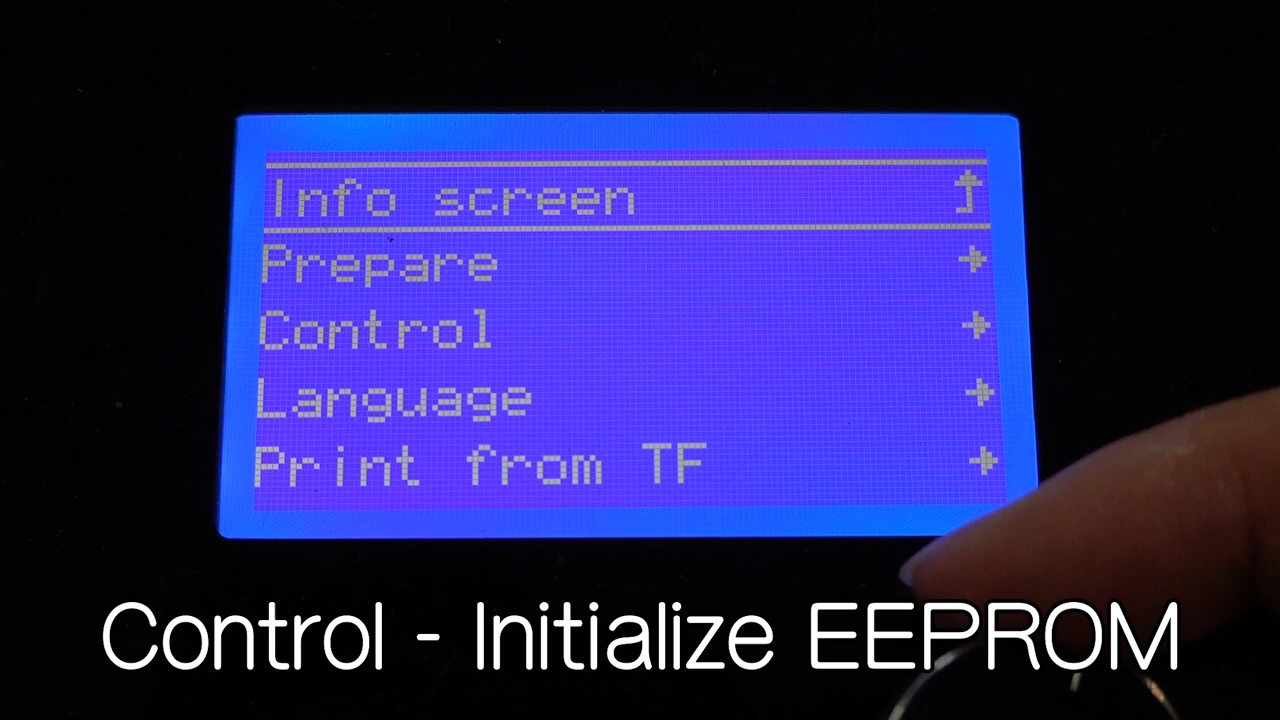 Info screen
Prepare
Control
Language
Print from TF
Control - Initialize EEPROM